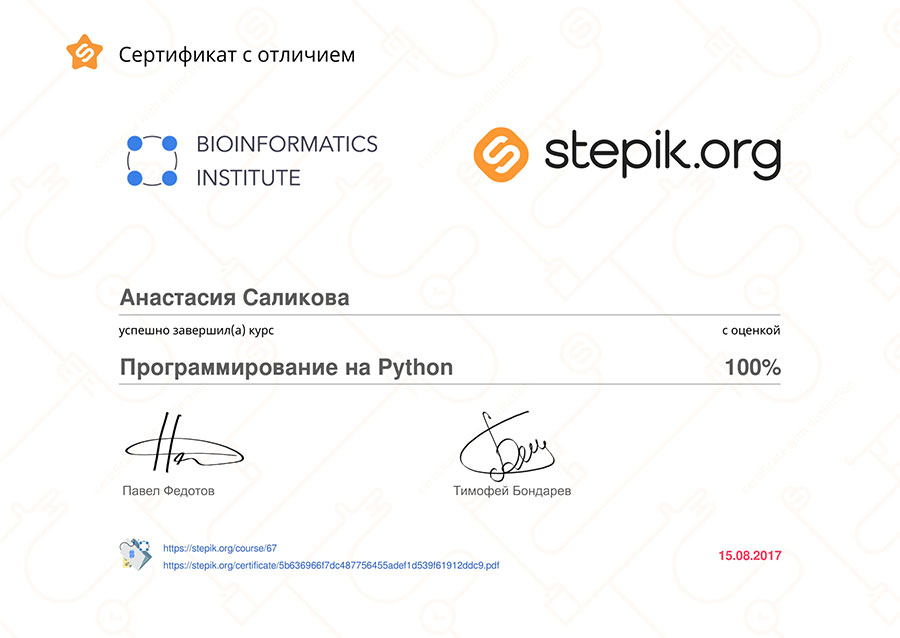 Сертификат с отличием
BIOINFORMATICS
INSTITUTE
stepik.org
Анастасия Саликова
успешно завершил(а) курс
с оценкой
Программирование на Python
100%
Павел Федотов
Тимофей Бондарев
https://stepik.org/course/67
https://stepik.org/certificate/5b636966f7dc487756455adef1d539f61912ddc9.pdf
15.08.2017